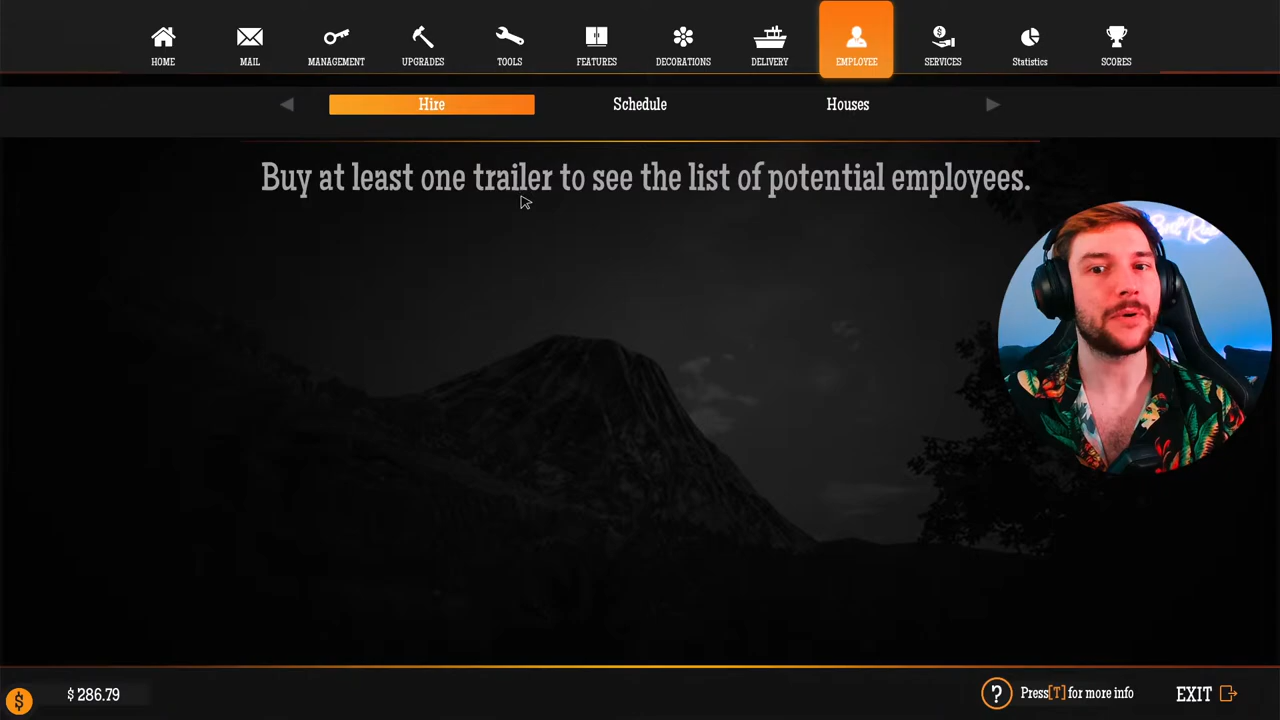 HOME
MAIL
MANAGEMENT
UPGRADES
TOOLS
FEATURES
DECORATIONS
DELIVERY
EMPLOYEE
SERVICES
Statistics
SCORES
Hire
Schedule
Houses
Buy at least one trailer to see the list of potential employees.
$ $ 286.79
? Press[T] for more info
EXIT